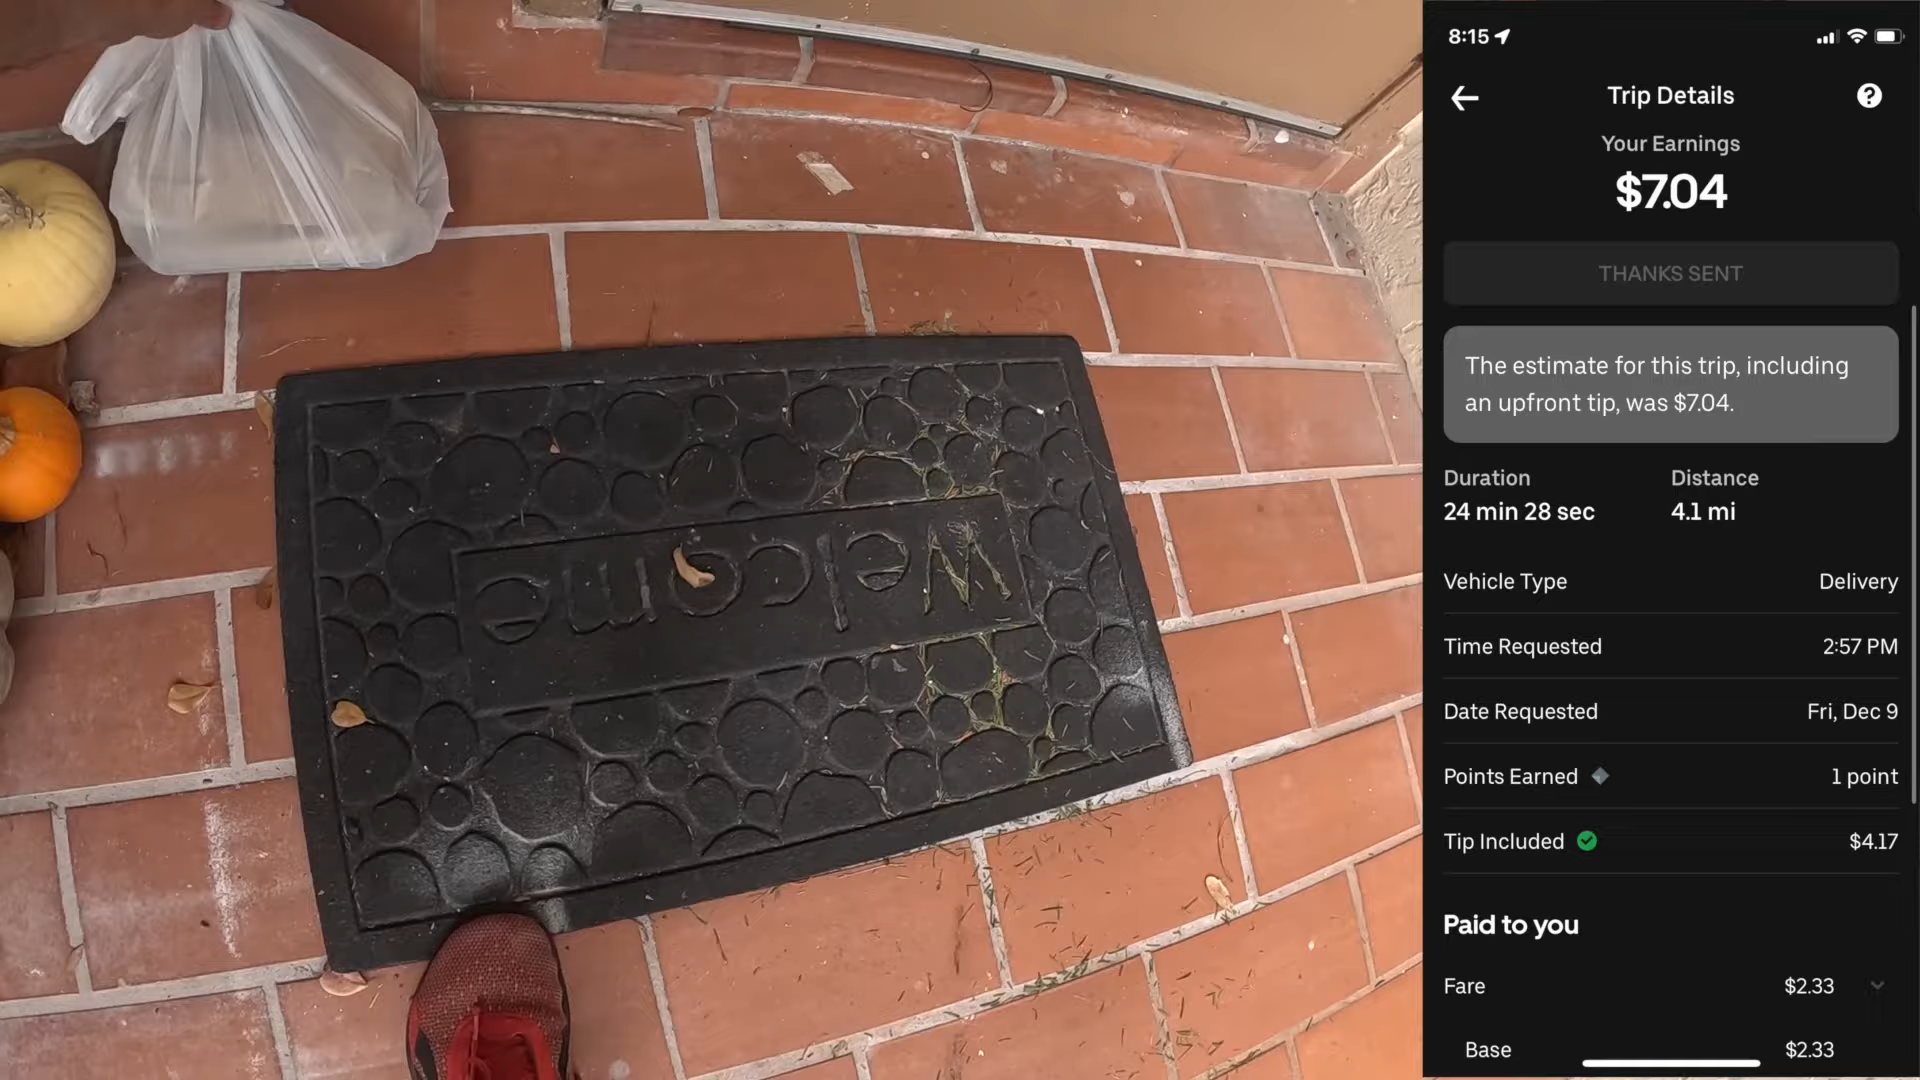 Welcome
8:15
Trip Details
Your Earnings
$7.04
THANKS SENT
The estimate for this trip, including
an upfront tip, was $7.04.
Duration Distance
24 min 28 sec 4.1 mi
Vehicle Type Delivery
Time Requested 2:57 PM
Date Requested Fri, Dec 9
Points Earned 1 point
Tip Included $4.17
Paid to you
Fare $2.33
Base $2.33